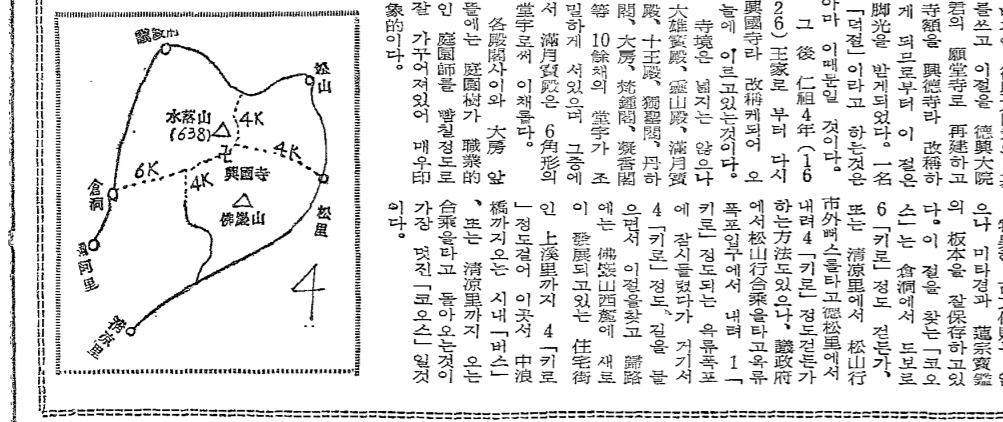 를쓰고 이절을 德興大院
君의 願堂寺로 再建하고
寺額을 興德寺라 改稱하
게 되므로부터 이 절은
脚光을 받게되었다。一名
「덕절」이라고 하는것은
아마 이때문일 것이다。
그 後 仁祖4年(16
26)王家로 부터 다시
興國寺라 改稱케되어 오
늘에 이르고있는것이다。
寺境은 넓지는 않으나
大雄寶殿、靈山殿、滿月寶
殿、十王殿、獨聖閣、丹하
閣、大房、梵鍾閣、香閣
等 10餘채의 堂宇가 조
밀하게 서있으며 그중에
서 滿月寶殿은 6角形의
堂宇로써 이채롭다。
各殿閣사이와 大房 앞
뜰에는 庭園樹가 職業的
인 庭園師를 뺨칠정도로
잘 가꾸어져있어 매우印
象的이다。
으나 미타경과 蓮宗寶鑑
의 板本을 잘保存하고있
다。이 절을 찾는「코오
스」는 倉洞에서 도보로
6「키로」정도 걷든가、
또는 淸凉里에서 松山行
市外뻐스를타고德松里에서
내려4「키로」정도걷든가
하는方法도있으나、議政府
에서松山行合乘을타고옥류
폭포입구에서 내려 1「
키로」정도되는 옥류폭포
에 잠시들렸다가 거기서
4「키로」정도 길을 물
으면서 이절을찾고 歸路
에는 佛岩山西麓에 새로
이 發展되고있는 住宅街
인 上溪里까지 4「키로
」정도걸어 이곳서 中浪
橋까지오는 시내「버스」
、또는 淸凉里까지 오는
合乘을타고 돌아오는것이
가장 멋진「코오스」일것
이다。
議政府
松山
水落山
(638)
4K
4K
6K
4K
卍
興國寺
佛岩山
倉洞
松里
阿里
凉里
4